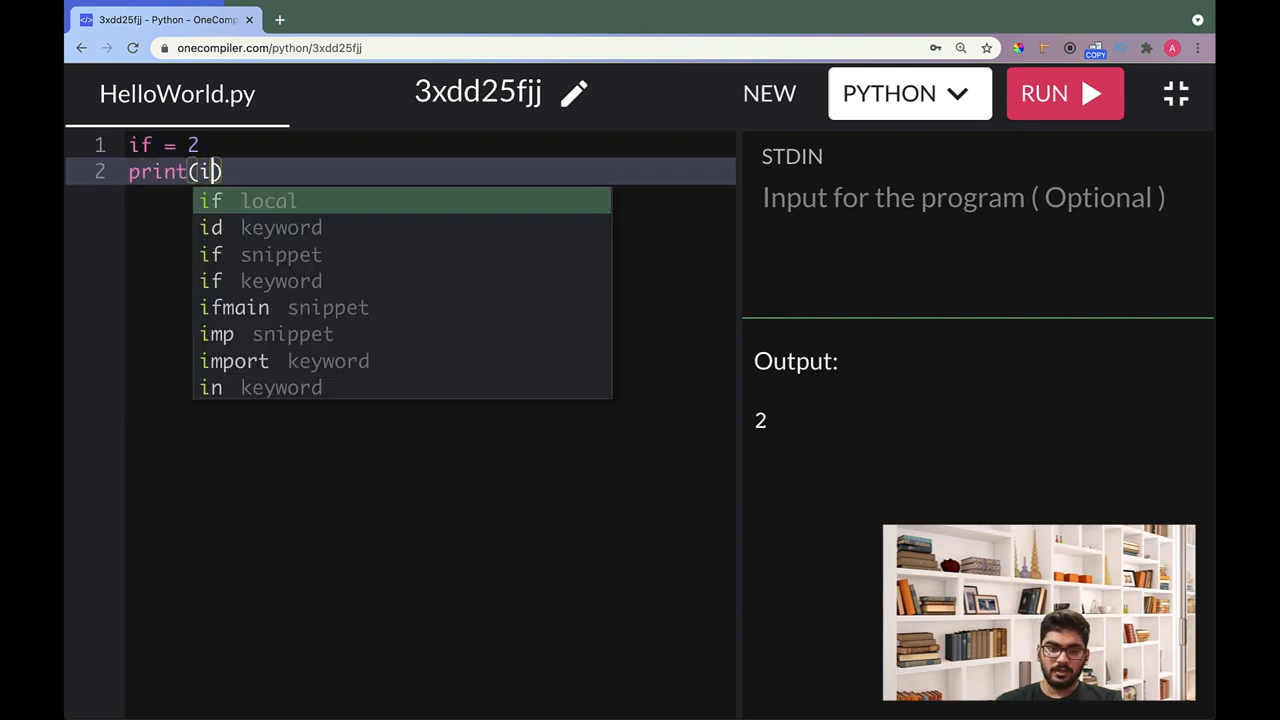 3xdd25fjj - Python - OneComp
onecompiler.com/python/3xdd25fjj
COPY
A
HelloWorld.py
3xdd25fjj
NEW
PYTHON
RUN
1 if = 2
2 print(i)
if local
id keyword
if snippet
if keyword
ifmain snippet
imp snippet
import keyword
in keyword
STDIN
Input for the program ( Optional )
Output:
2